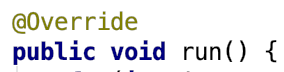 @Override
public void run() {